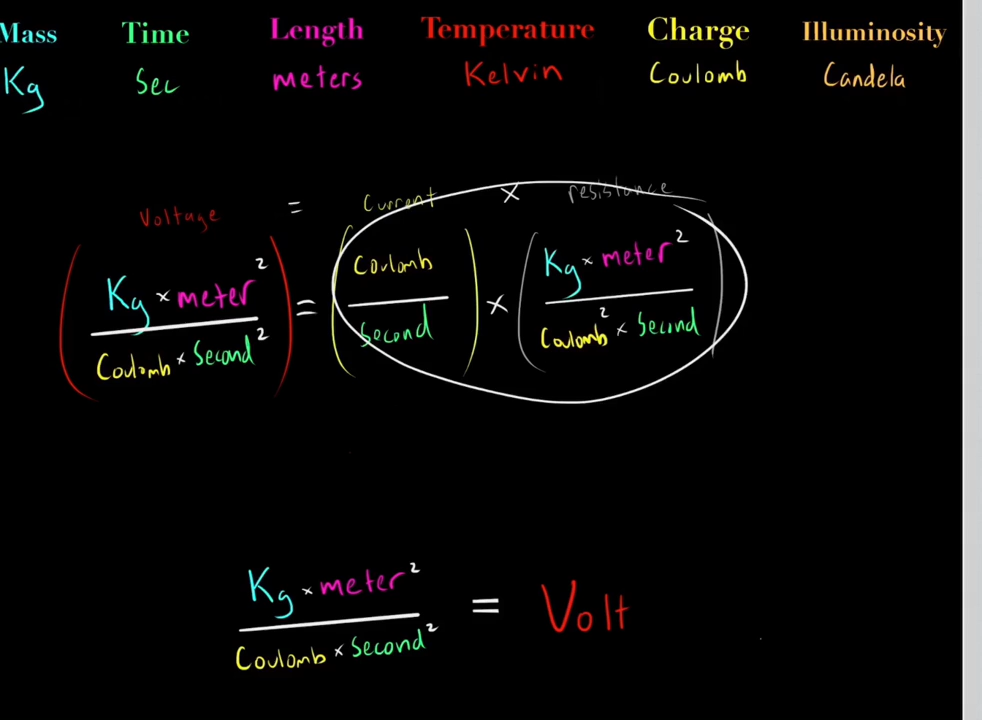 Mass Time Length Temperature Charge Illuminosity
Kg Sec meters Kelvin Coulomb Candela
Voltage = Current × resistance
Kg × meter² = Coulomb × Kg × meter²
Coulomb × Second² Second Coulomb² × Second
Kg × meter² = Volt
Coulomb × Second²